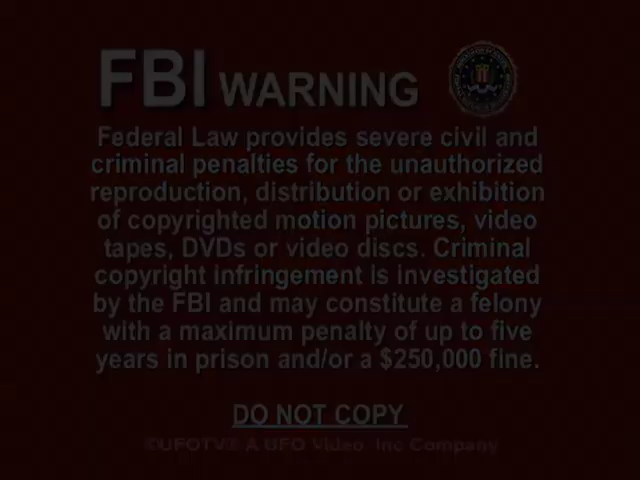 FBI WARNING
Federal Law provides severe civil and
criminal penalties for the unauthorized
reproduction, distribution or exhibition
of copyrighted motion pictures, video
tapes, DVDs or video discs. Criminal
copyright infringement is investigated
by the FBI and may constitute a felony
with a maximum penalty of up to five
years in prison and/or a $250,000 fine.
DO NOT COPY
©UFOTV® A UFO Video, Inc Company